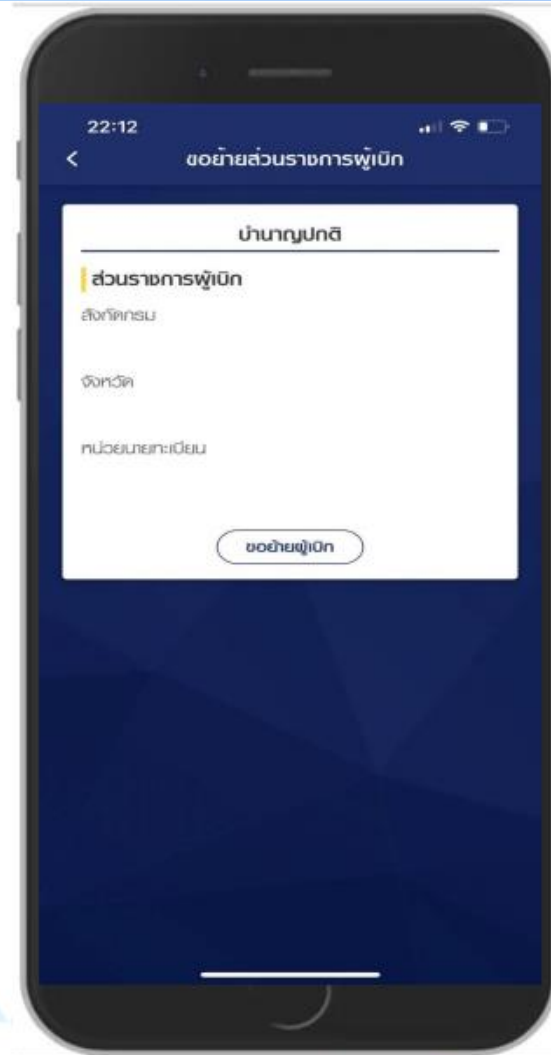 22:12
< ขอย้ายส่วนราชการผู้เบิก
บำนาญปกติ
ส่วนราชการผู้เบิก
สังกัดกรม
จังหวัด
หน่วยนายทะเบียน
ขอย้ายผู้เบิก